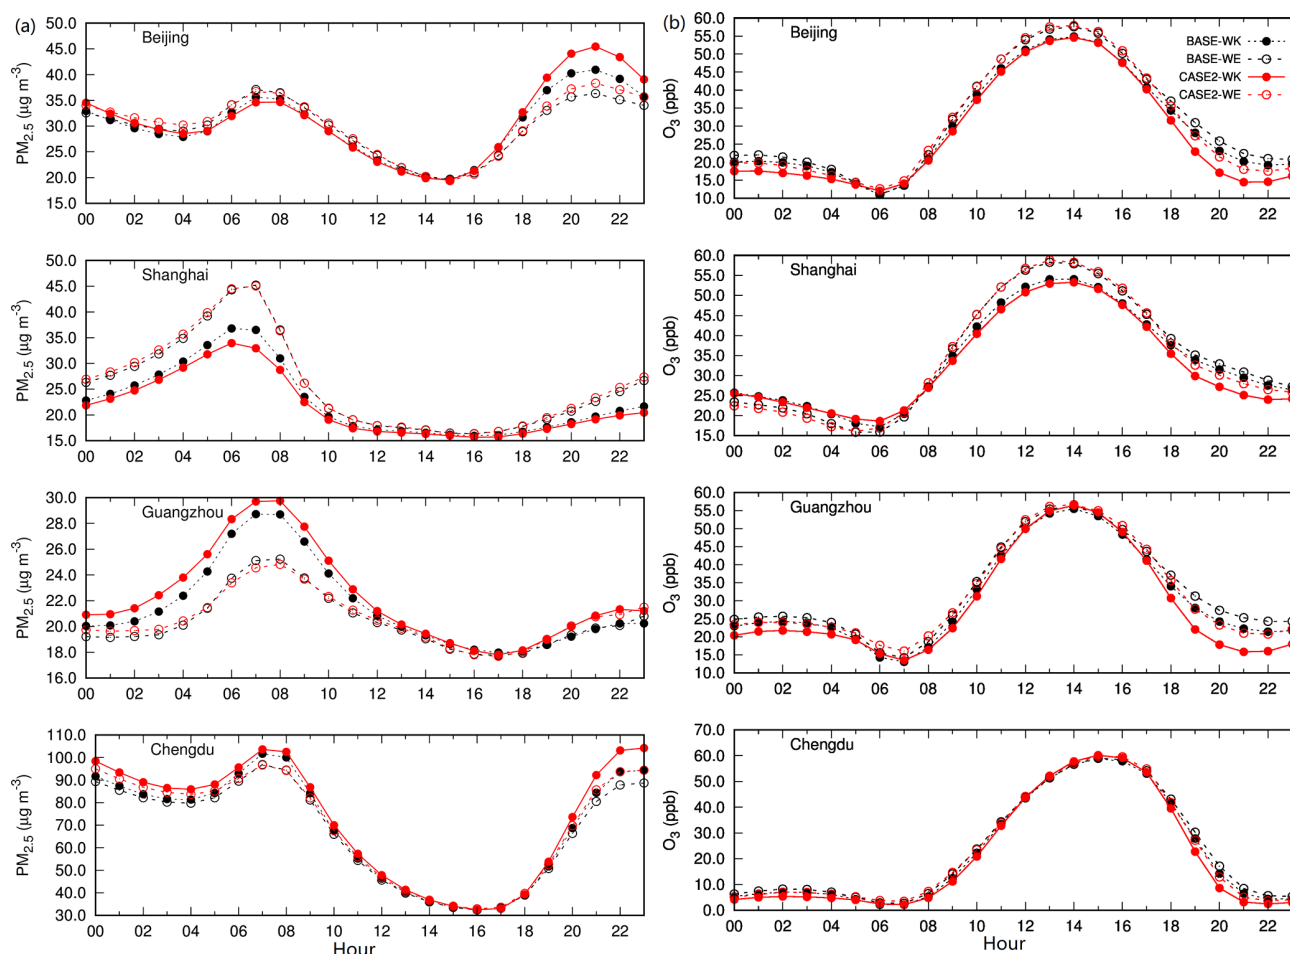 (a)
Beijing
PM2.5 (µg m−3)
50.0
45.0
40.0
35.0
30.0
25.0
20.0
15.0
00 02 04 06 08 10 12 14 16 18 20 22
Shanghai
PM2.5 (µg m−3)
50.0
45.0
40.0
35.0
30.0
25.0
20.0
15.0
00 02 04 06 08 10 12 14 16 18 20 22
Guangzhou
PM2.5 (µg m−3)
30.0
28.0
26.0
24.0
22.0
20.0
18.0
16.0
00 02 04 06 08 10 12 14 16 18 20 22
Chengdu
PM2.5 (µg m−3)
110.0
100.0
90.0
80.0
70.0
60.0
50.0
40.0
30.0
00 02 04 06 08 10 12 14 16 18 20 22
Hour
(b)
Beijing
BASE-WK
BASE-WE
CASE2-WK
CASE2-WE
O3 (ppb)
60.0
55.0
50.0
45.0
40.0
35.0
30.0
25.0
20.0
15.0
10.0
00 02 04 06 08 10 12 14 16 18 20 22
Shanghai
O3 (ppb)
60.0
55.0
50.0
45.0
40.0
35.0
30.0
25.0
20.0
15.0
00 02 04 06 08 10 12 14 16 18 20 22
Guangzhou
O3 (ppb)
60.0
55.0
50.0
45.0
40.0
35.0
30.0
25.0
20.0
15.0
10.0
00 02 04 06 08 10 12 14 16 18 20 22
Chengdu
O3 (ppb)
70.0
60.0
50.0
40.0
30.0
20.0
10.0
0.0
00 02 04 06 08 10 12 14 16 18 20 22
Hour